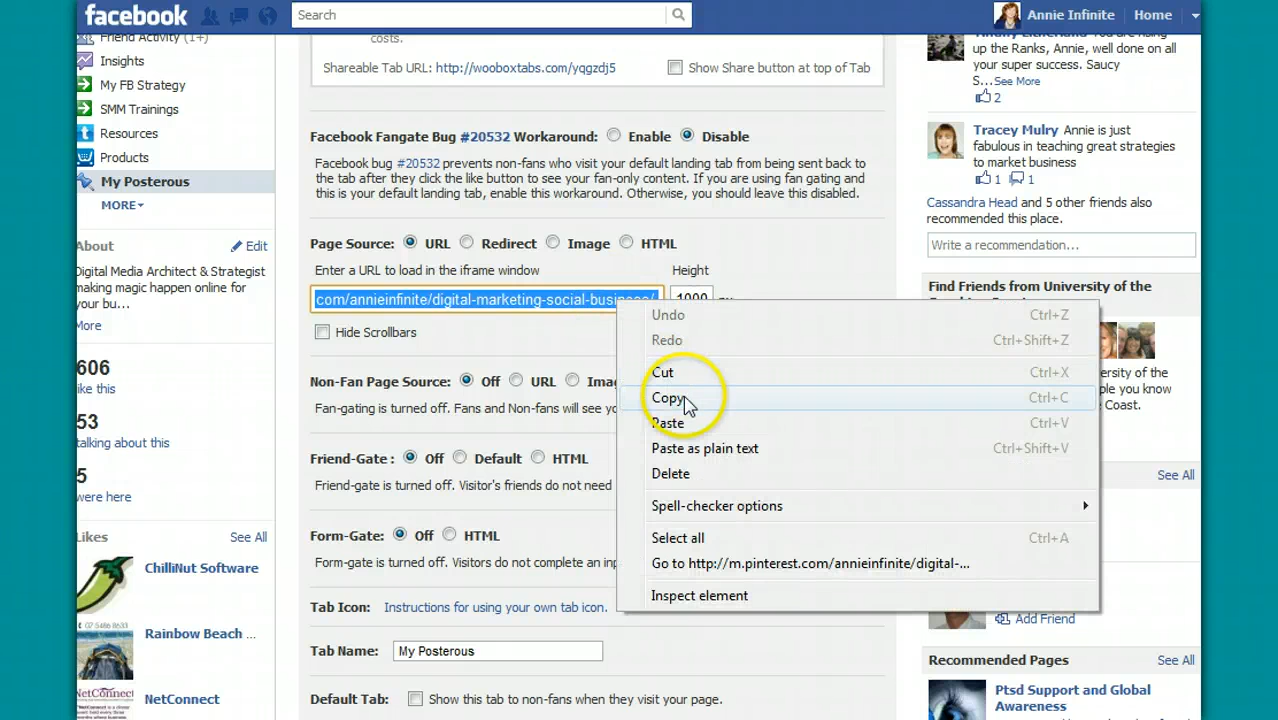 facebook
Search
Annie Infinite
Home
Friend Activity (1+)
Insights
My FB Strategy
SMM Trainings
Resources
Products
My Posterous
MORE
About
Edit
Digital Media Architect & Strategist
making magic happen online for
your bu...
More
606
like this
53
talking about this
5
were here
Likes
See All
ChilliNut Software
Rainbow Beach ...
NetConnect
costs.
Shareable Tab URL: http://wooboxtabs.com/yqgzdj5
Show Share button at top of Tab
Facebook Fangate Bug #20532 Workaround: Enable Disable
Facebook bug #20532 prevents non-fans who visit your default landing tab from being sent back to
the tab after they click the like button to see your fan-only content. If you are using fan gating and
this is your default landing tab, enable this workaround. Otherwise, you should leave this disabled.
Page Source: URL Redirect Image HTML
Enter a URL to load in the iframe window
Height
com/annieinfinite/digital-marketing-social-business/
1000
Hide Scrollbars
Non-Fan Page Source: Off URL Imag
Fan-gating is turned off. Fans and Non-fans will see yo
Friend-Gate : Off Default HTML
Friend-gate is turned off. Visitor's friends do not need
Form-Gate: Off HTML
Form-gate is turned off. Visitors do not complete an inp
Tab Icon: Instructions for using your own tab icon.
Tab Name: My Posterous
Default Tab: Show this tab to non-fans when they visit your page.
Undo Ctrl+Z
Redo Ctrl+Shift+Z
Cut Ctrl+X
Copy Ctrl+C
Paste Ctrl+V
Paste as plain text Ctrl+Shift+V
Delete
Spell-checker options
Select all Ctrl+A
Go to http://m.pinterest.com/annieinfinite/digital-...
Inspect element
You are rising
up the Ranks, Annie, well done on all
your super success. Saucy
S...See More
2
Tracey Mulry Annie is just
fabulous in teaching great strategies
to market business
1 1
Cassandra Head and 5 other friends also
recommended this place.
Write a recommendation...
Find Friends from University of the
See All
Add Friend
Recommended Pages
See All
Ptsd Support and Global
Awareness